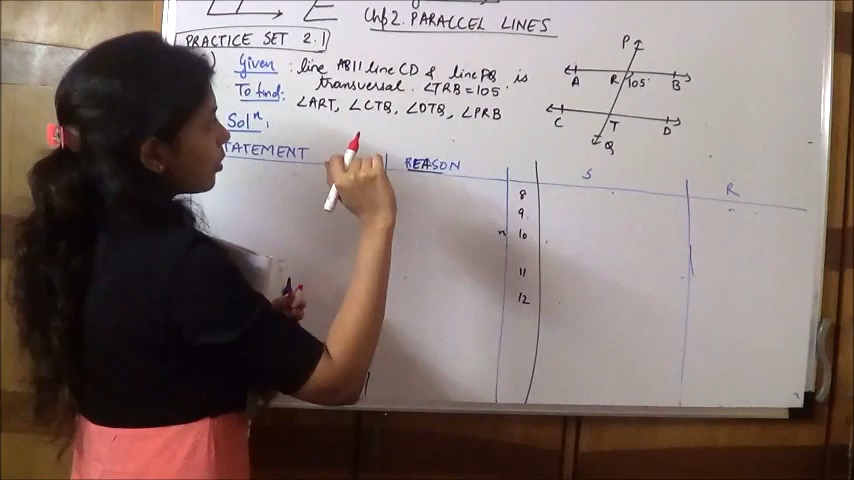 Chp 2. PARALLEL LINES
PRACTICE SET 2.1
Given : line AB || line CD & line PQ is
transversal. ∠TRB = 105.
To find: ∠ART, ∠CTQ, ∠DTQ, ∠PRB
Solⁿ :
TATEMENT
REASON
S
R
8
9.
10
11
12
P
A
R
105°
B
C
T
D
Q